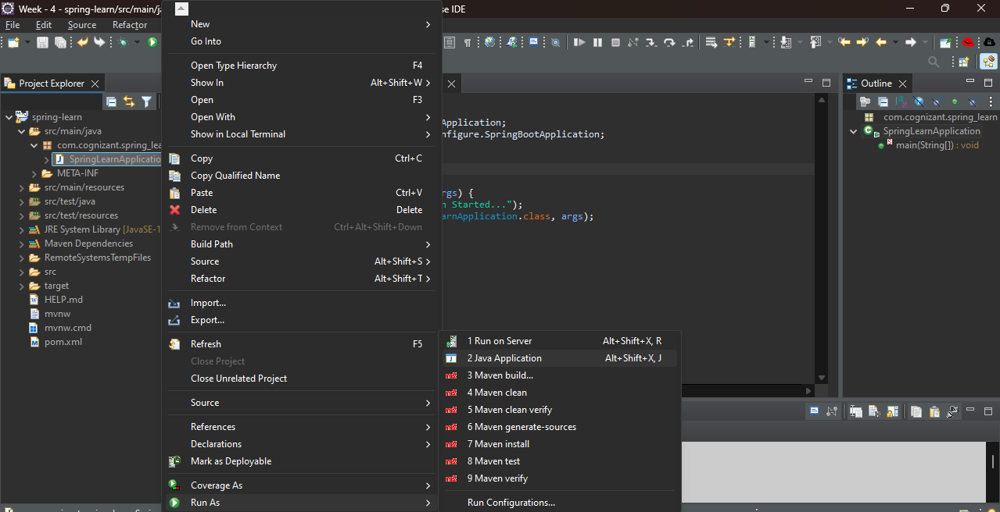 Week - 4 - spring-learn/src/main/ja
se IDE
File Edit Source Refactor
Project Explorer
spring-learn
src/main/java
com.cognizant.spring_lea
SpringLearnApplicatio
META-INF
src/main/resources
src/test/java
src/test/resources
JRE System Library [JavaSE-1
Maven Dependencies
RemoteSystemsTempFiles
src
target
HELP.md
mvnw
mvnw.cmd
pom.xml
New
Go Into
Open Type Hierarchy F4
Show In Alt+Shift+W
Open F3
Open With
Show in Local Terminal
Copy Ctrl+C
Copy Qualified Name
Paste Ctrl+V
Delete Delete
Remove from Context Ctrl+Alt+Shift+Down
Build Path
Source Alt+Shift+S
Refactor Alt+Shift+T
Import...
Export...
Refresh F5
Close Project
Close Unrelated Project
Source
References
Declarations
Mark as Deployable
Coverage As
Run As
Application;
nfigure.SpringBootApplication;
rgs) {
n Started...");
arnApplication.class, args);
1 Run on Server Alt+Shift+X, R
2 Java Application Alt+Shift+X, J
3 Maven build...
4 Maven clean
5 Maven clean verify
6 Maven generate-sources
7 Maven install
8 Maven test
9 Maven verify
Run Configurations...
Outline
com.cognizant.spring_learn
SpringLearnApplication
main(String[]) : void